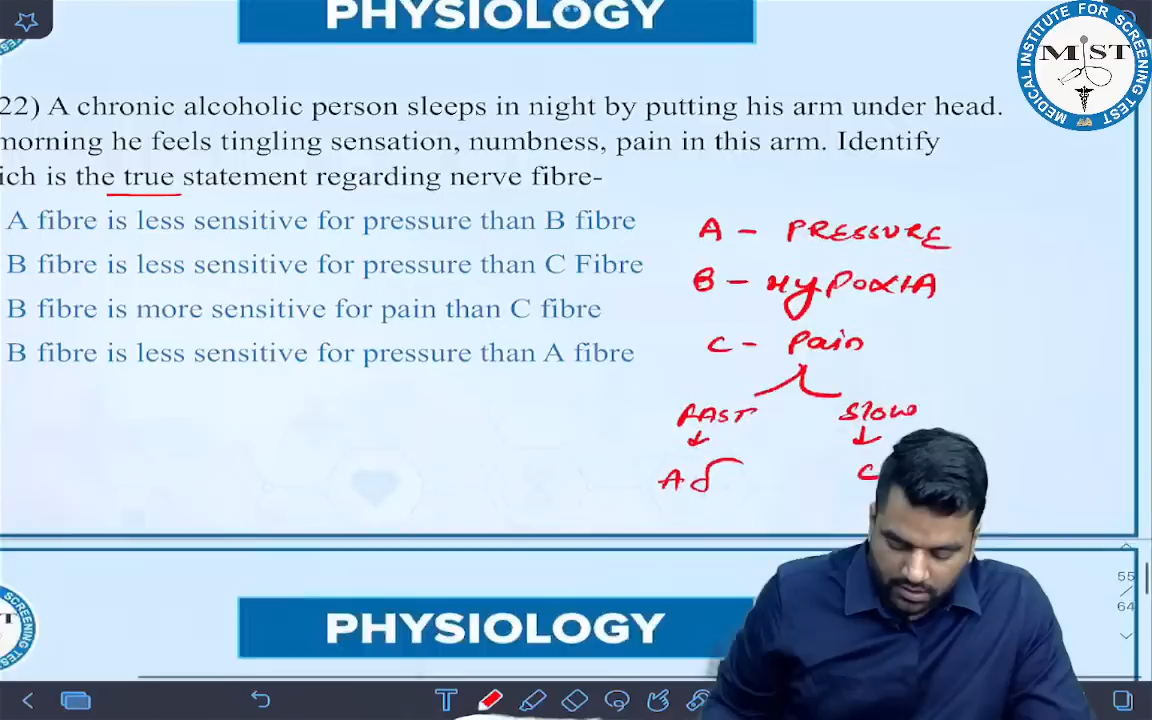 PHYSIOLOGY
MEDICAL INSTITUTE FOR SCREENING TEST
MIST
22) A chronic alcoholic person sleeps in night by putting his arm under head.
morning he feels tingling sensation, numbness, pain in this arm. Identify
ich is the true statement regarding nerve fibre-
A fibre is less sensitive for pressure than B fibre
B fibre is less sensitive for pressure than C Fibre
B fibre is more sensitive for pain than C fibre
B fibre is less sensitive for pressure than A fibre
A - PRESSURE
B - HYPOXIA
C - Pain
FAST
SLOW
A δ
C
55
64
PHYSIOLOGY